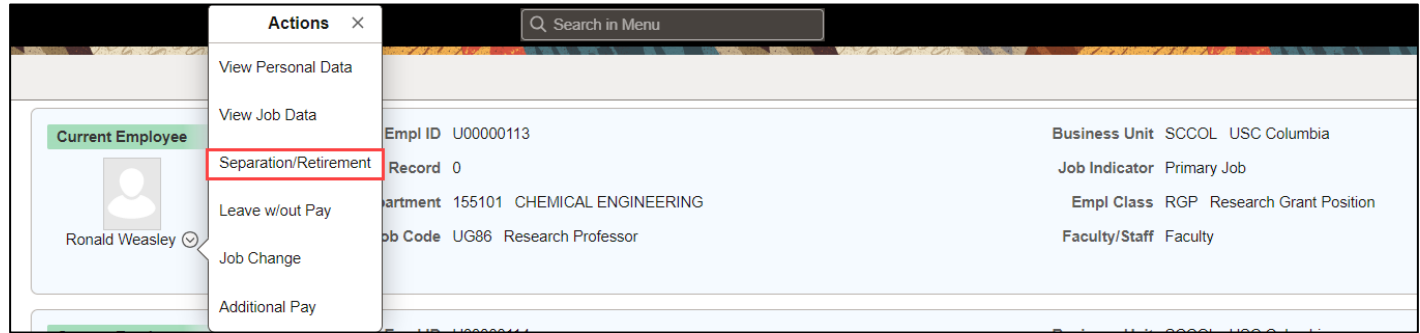 Actions ×
Search in Menu
View Personal Data
View Job Data
Separation/Retirement
Leave w/out Pay
Job Change
Additional Pay
Current Employee
Ronald Weasley
Empl ID U00000113
Record 0
155101 CHEMICAL ENGINEERING
Code UG86 Research Professor
Business Unit SCCOL USC Columbia
Job Indicator Primary Job
Empl Class RGP Research Grant Position
Faculty/Staff Faculty